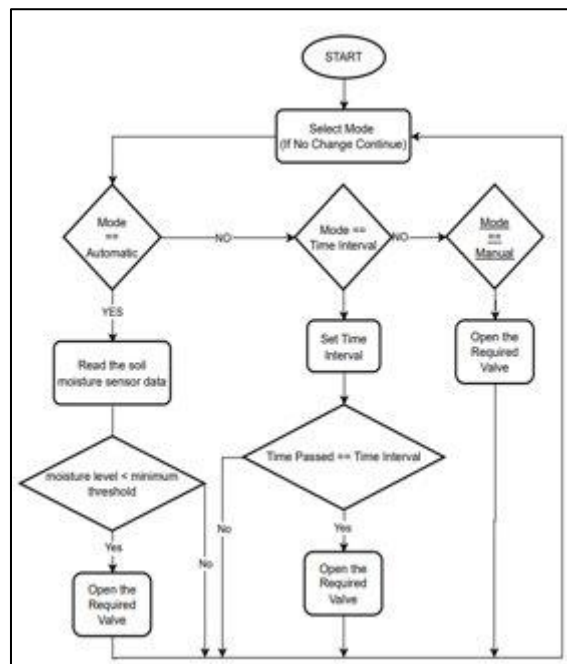 START
Select Mode
(If No Change Continue)
Mode
==
Automatic
NO
Mode ==
Time Interval
NO
Mode
==
Manual
YES
Read the soil
moisture sensor data
Set Time
Interval
Open the
Required
Valve
moisture level < minimum
threshold
Time Passed == Time Interval
Yes
No
No
Yes
Open the
Required
Valve
Open the
Required
Valve